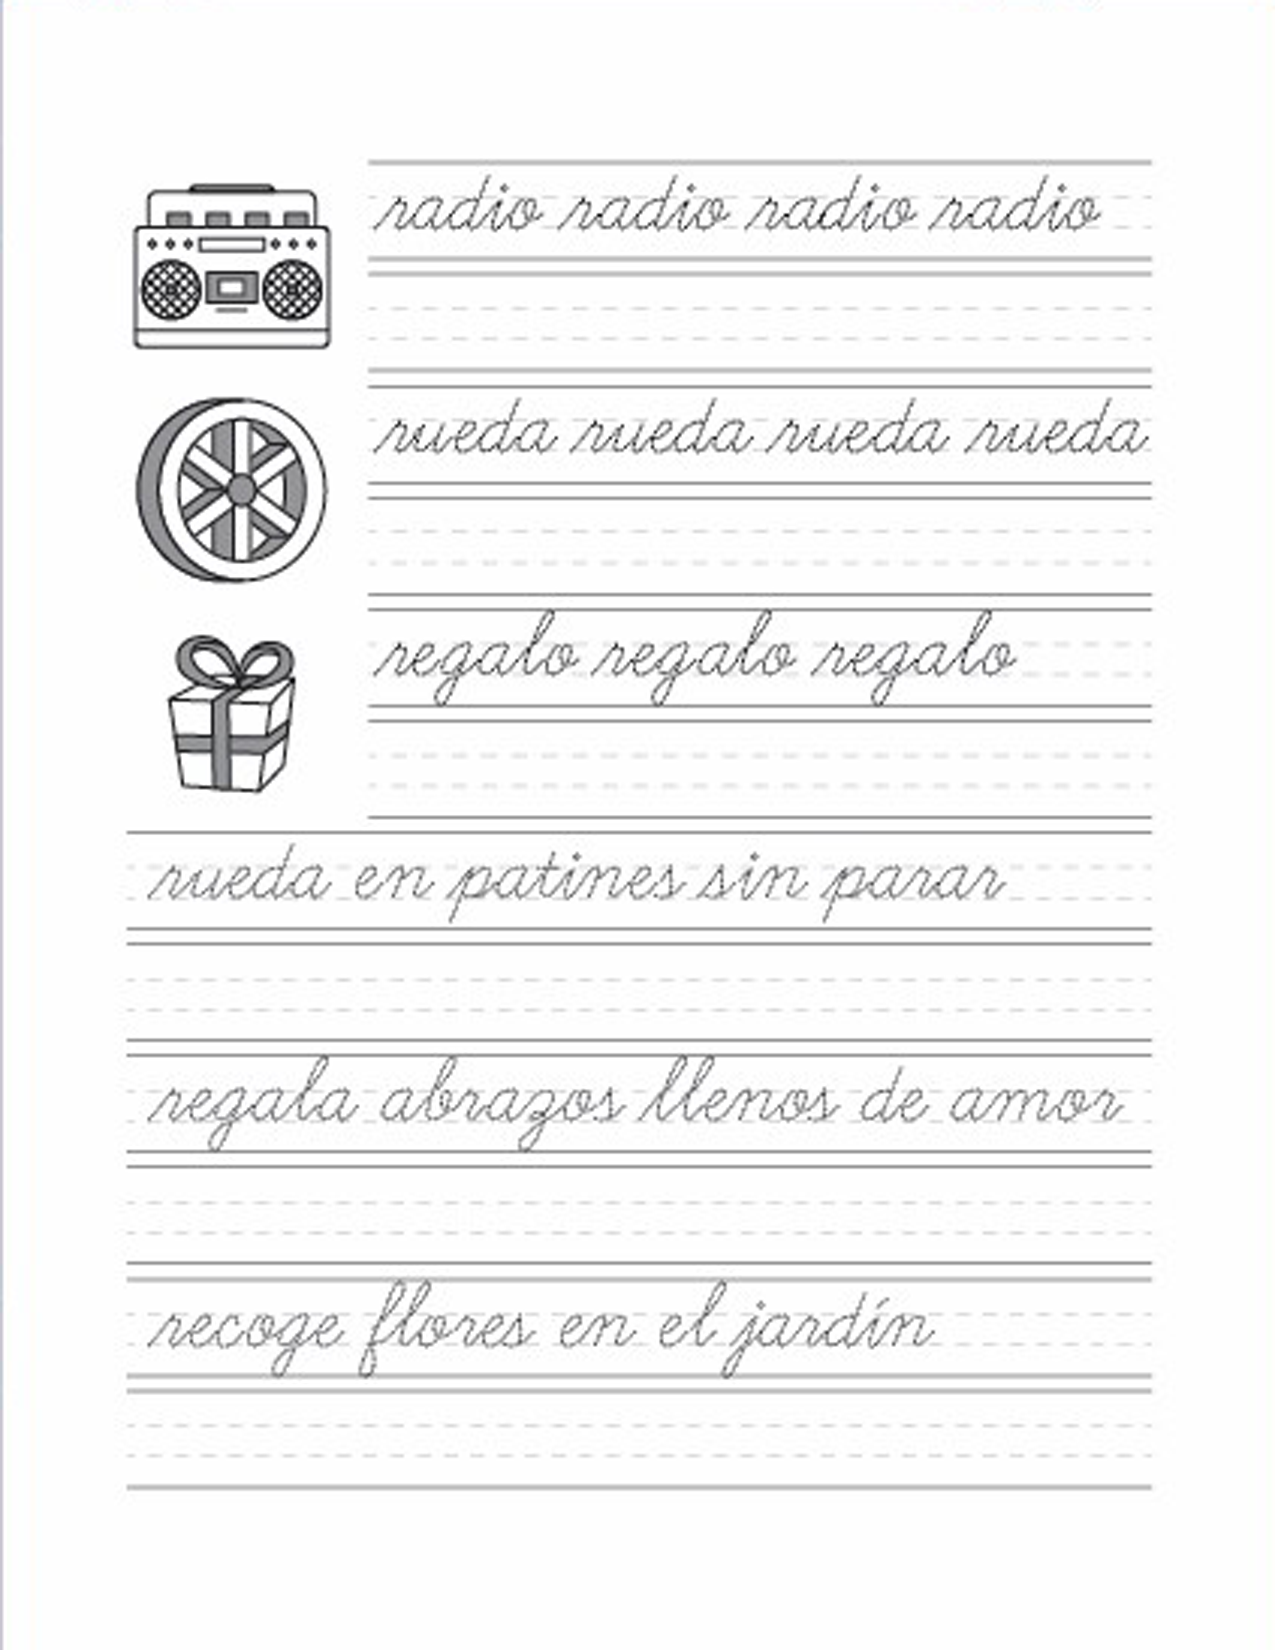 radio radio radio radio
rueda rueda rueda rueda
regalo regalo regalo
rueda en patines sin parar
regala abrazos llenos de amor
recoge flores en el jardín